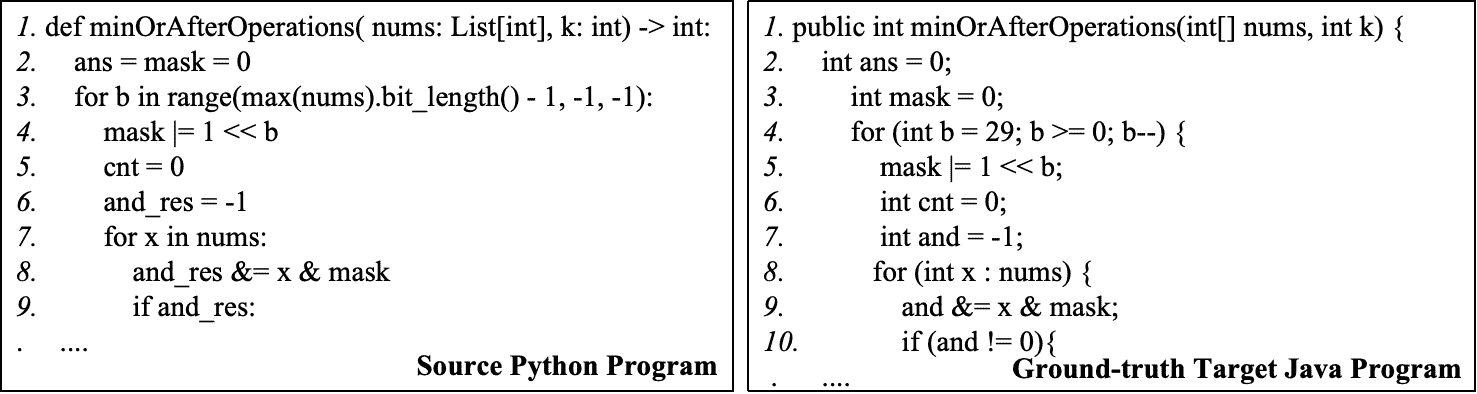 1. def minOrAfterOperations( nums: List[int], k: int) -> int:
2. ans = mask = 0
3. for b in range(max(nums).bit_length() - 1, -1, -1):
4. mask |= 1 << b
5. cnt = 0
6. and_res = -1
7. for x in nums:
8. and_res &= x & mask
9. if and_res:
. ....
Source Python Program
1. public int minOrAfterOperations(int[] nums, int k) {
2. int ans = 0;
3. int mask = 0;
4. for (int b = 29; b >= 0; b--) {
5. mask |= 1 << b;
6. int cnt = 0;
7. int and = -1;
8. for (int x : nums) {
9. and &= x & mask;
10. if (and != 0){
. ....
Ground-truth Target Java Program